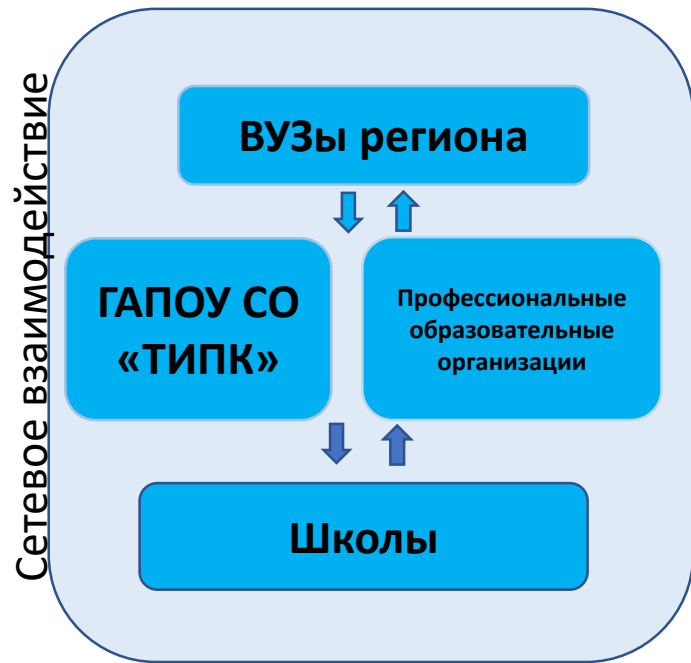 Сетевое взаимодействие
ВУЗы региона
ГАПОУ СО
«ТИПК»
Профессиональные
образовательные
организации
Школы